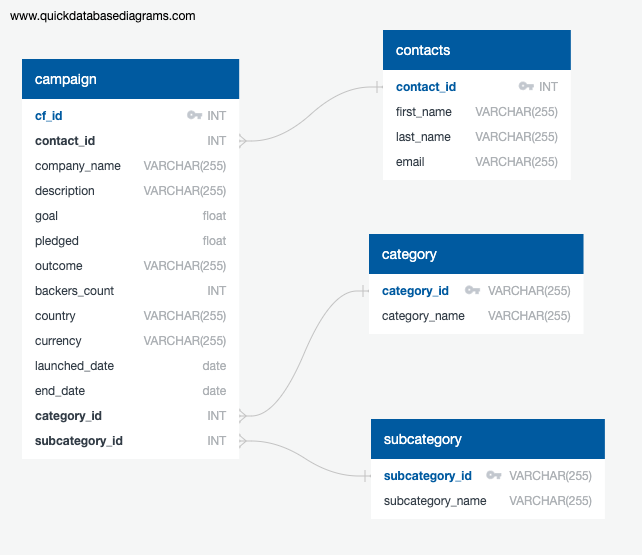 www.quickdatabasediagrams.com
campaign
cf_id INT
contact_id INT
company_name VARCHAR(255)
description VARCHAR(255)
goal float
pledged float
outcome VARCHAR(255)
backers_count INT
country VARCHAR(255)
currency VARCHAR(255)
launched_date date
end_date date
category_id INT
subcategory_id INT
contacts
contact_id INT
first_name VARCHAR(255)
last_name VARCHAR(255)
email VARCHAR(255)
category
category_id VARCHAR(255)
category_name VARCHAR(255)
subcategory
subcategory_id VARCHAR(255)
subcategory_name VARCHAR(255)